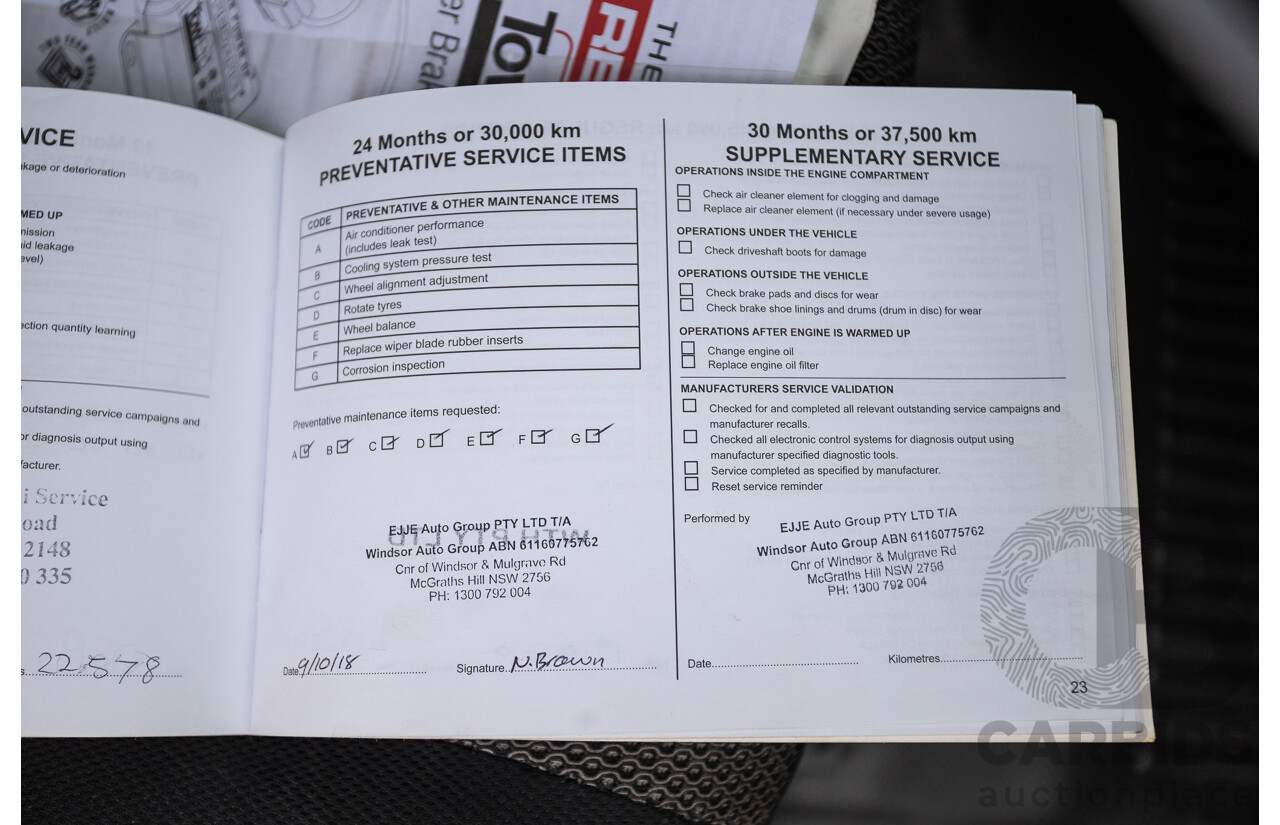 THE
RE
Tow
er Brak
VICE
kage or deterioration
MED UP
mission
id leakage
evel)
ection quantity learning
outstanding service campaigns and
or diagnosis output using
facturer.
i Service
oad
2148
0 335
22578
24 Months or 30,000 km
PREVENTATIVE SERVICE ITEMS
CODE PREVENTATIVE & OTHER MAINTENANCE ITEMS
A Air conditioner performance
(includes leak test)
B Cooling system pressure test
C Wheel alignment adjustment
D Rotate tyres
E Wheel balance
F Replace wiper blade rubber inserts
G Corrosion inspection
Preventative maintenance items requested:
A B C D E F G
EJJE Auto Group PTY LTD T/A
Windsor Auto Group ABN 61160775762
Cnr of Windsor & Mulgrave Rd
McGraths Hill NSW 2756
PH: 1300 792 004
Date 9/10/18 Signature N. Brown
30 Months or 37,500 km
SUPPLEMENTARY SERVICE
OPERATIONS INSIDE THE ENGINE COMPARTMENT
Check air cleaner element for clogging and damage
Replace air cleaner element (if necessary under severe usage)
OPERATIONS UNDER THE VEHICLE
Check driveshaft boots for damage
OPERATIONS OUTSIDE THE VEHICLE
Check brake pads and discs for wear
Check brake shoe linings and drums (drum in disc) for wear
OPERATIONS AFTER ENGINE IS WARMED UP
Change engine oil
Replace engine oil filter
MANUFACTURERS SERVICE VALIDATION
Checked for and completed all relevant outstanding service campaigns and
manufacturer recalls.
Checked all electronic control systems for diagnosis output using
manufacturer specified diagnostic tools.
Service completed as specified by manufacturer.
Reset service reminder
Performed by
EJJE Auto Group PTY LTD T/A
Windsor Auto Group ABN 61160775762
Cnr of Windsor & Mulgrave Rd
McGraths Hill NSW 2756
PH: 1300 792 004
Date Kilometres
23
CARBIDS
auctionplace